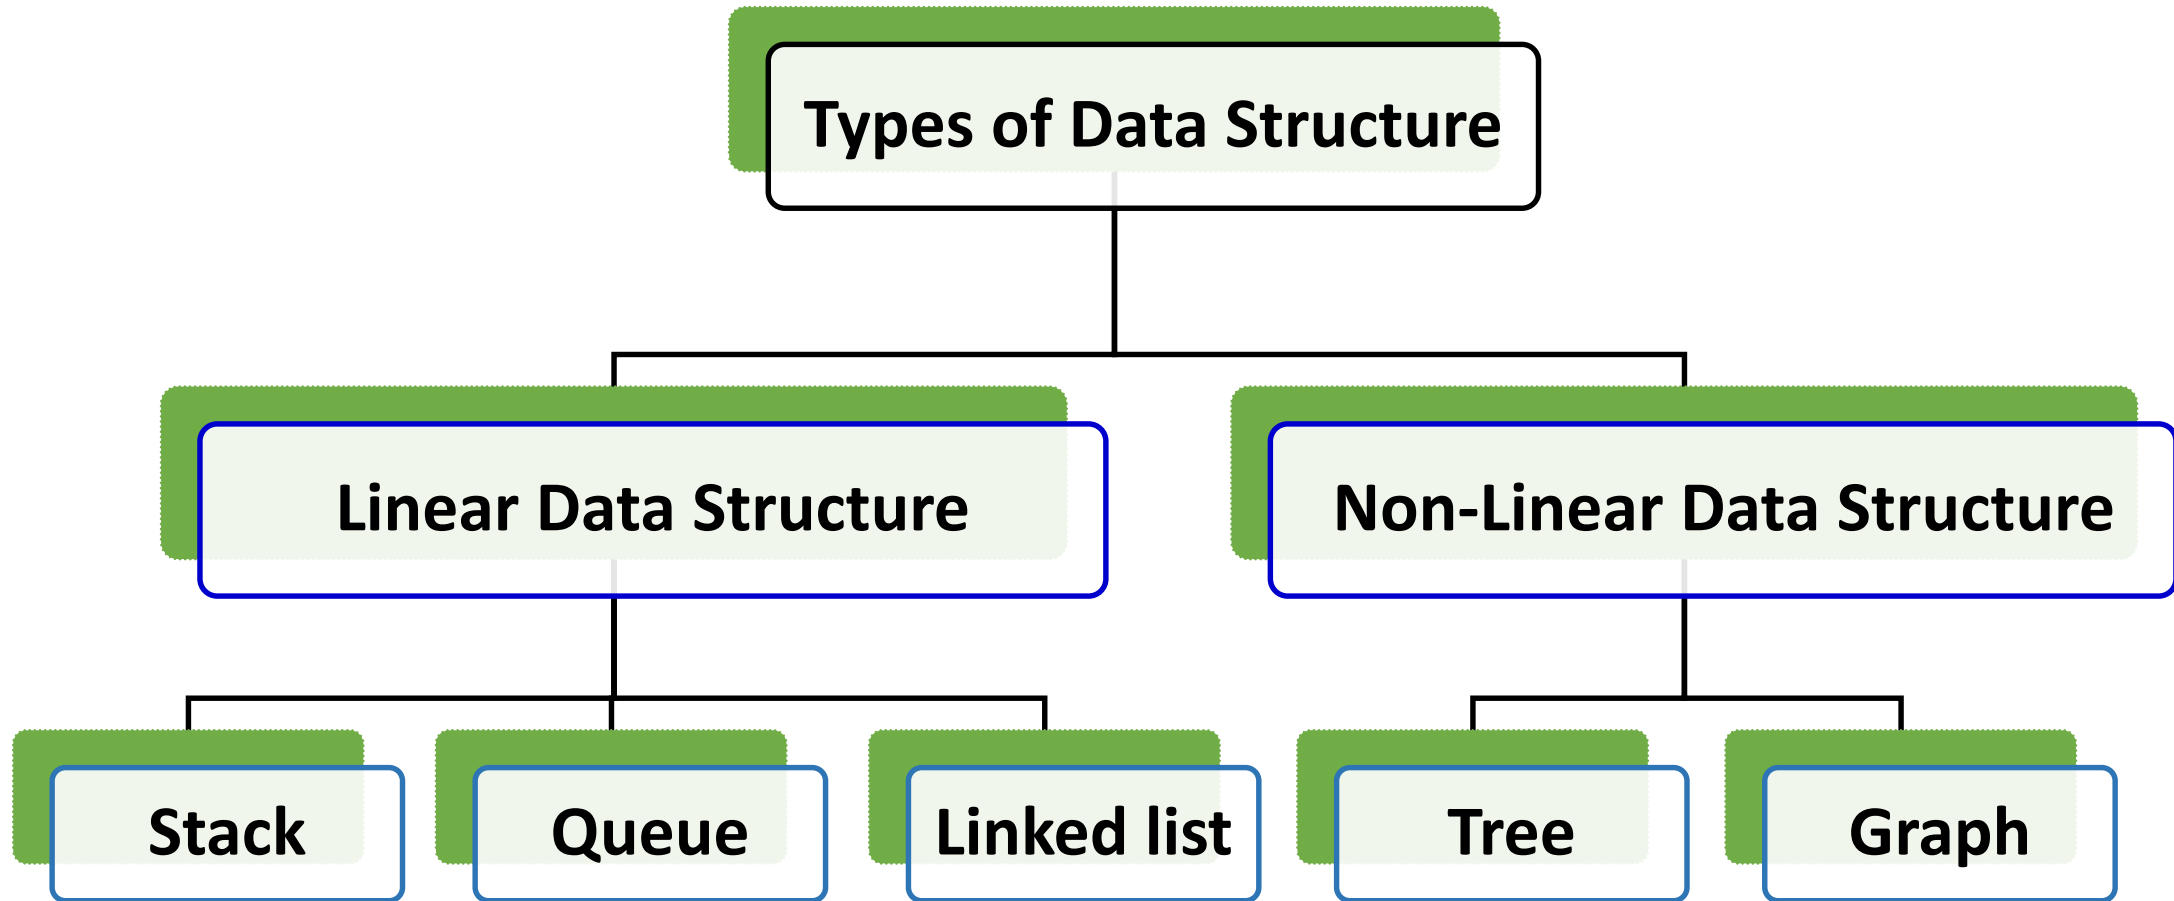 Types of Data Structure
Linear Data Structure
Non-Linear Data Structure
Stack
Queue
Linked list
Tree
Graph